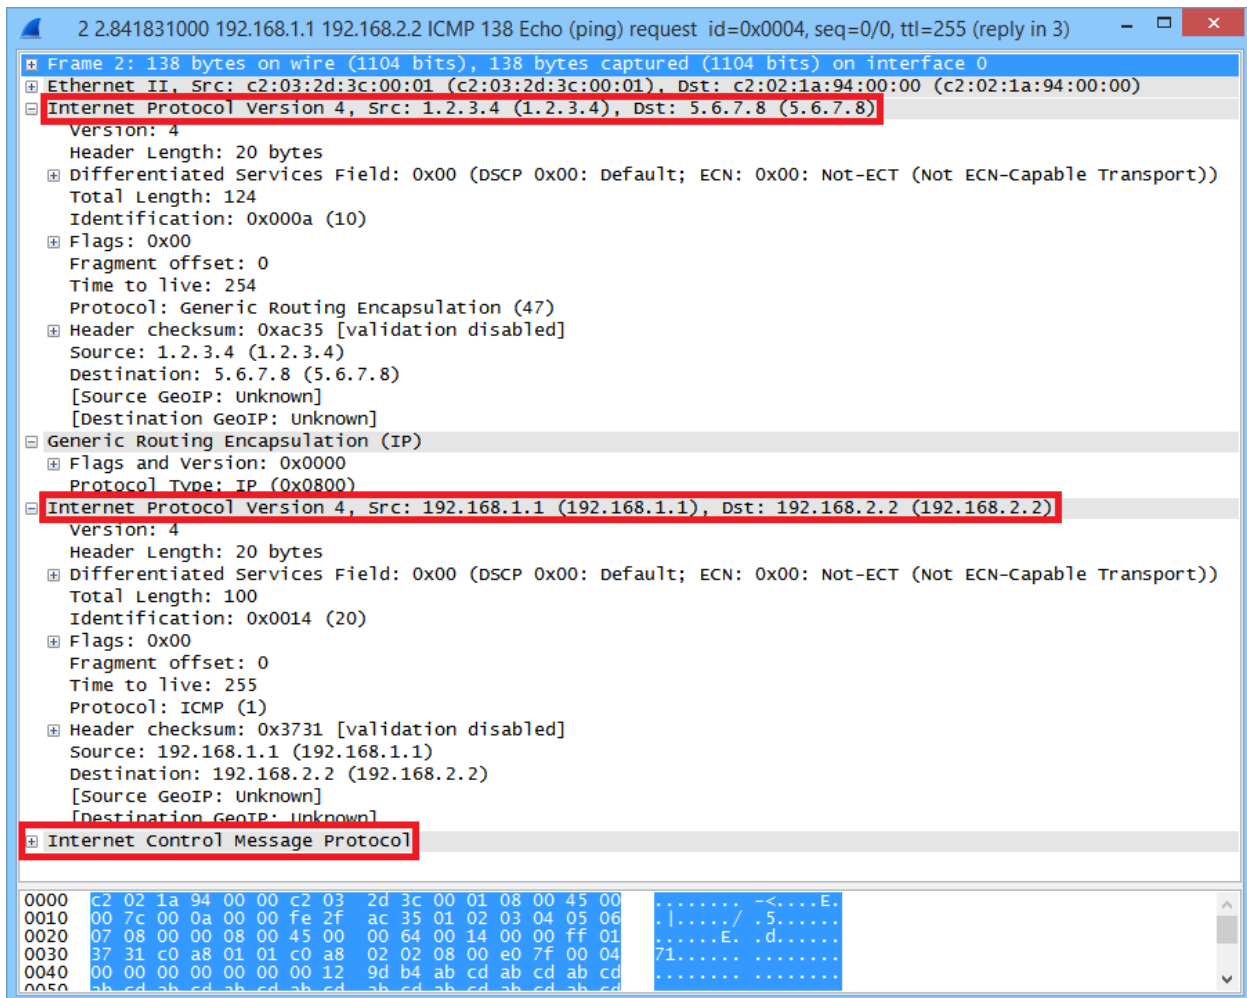 2 2.841831000 192.168.1.1 192.168.2.2 ICMP 138 Echo (ping) request id=0x0004, seq=0/0, ttl=255 (reply in 3)
Frame 2: 138 bytes on wire (1104 bits), 138 bytes captured (1104 bits) on interface 0
Ethernet II, Src: c2:03:2d:3c:00:01 (c2:03:2d:3c:00:01), Dst: c2:02:1a:94:00:00 (c2:02:1a:94:00:00)
Internet Protocol Version 4, Src: 1.2.3.4 (1.2.3.4), Dst: 5.6.7.8 (5.6.7.8)
Version: 4
Header Length: 20 bytes
Differentiated Services Field: 0x00 (DSCP 0x00: Default; ECN: 0x00: Not-ECT (Not ECN-Capable Transport))
Total Length: 124
Identification: 0x000a (10)
Flags: 0x00
Fragment offset: 0
Time to live: 254
Protocol: Generic Routing Encapsulation (47)
Header checksum: 0xac35 [validation disabled]
Source: 1.2.3.4 (1.2.3.4)
Destination: 5.6.7.8 (5.6.7.8)
[Source GeoIP: Unknown]
[Destination GeoIP: Unknown]
Generic Routing Encapsulation (IP)
Flags and Version: 0x0000
Protocol Type: IP (0x0800)
Internet Protocol Version 4, Src: 192.168.1.1 (192.168.1.1), Dst: 192.168.2.2 (192.168.2.2)
Version: 4
Header Length: 20 bytes
Differentiated Services Field: 0x00 (DSCP 0x00: Default; ECN: 0x00: Not-ECT (Not ECN-Capable Transport))
Total Length: 100
Identification: 0x0014 (20)
Flags: 0x00
Fragment offset: 0
Time to live: 255
Protocol: ICMP (1)
Header checksum: 0x3731 [validation disabled]
Source: 192.168.1.1 (192.168.1.1)
Destination: 192.168.2.2 (192.168.2.2)
[Source GeoIP: Unknown]
[Destination GeoIP: Unknown]
Internet Control Message Protocol
0000 c2 02 1a 94 00 00 c2 03 2d 3c 00 01 08 00 45 00 ........ -<....E.
0010 00 7c 00 0a 00 00 fe 2f ac 35 01 02 03 04 05 06 .|...../ .5......
0020 07 08 00 00 08 00 45 00 00 64 00 14 00 00 ff 01 ......E. .d......
0030 37 31 c0 a8 01 01 c0 a8 02 02 08 00 e0 7f 00 04 71...... ........
0040 00 00 00 00 00 00 00 12 9d b4 ab cd ab cd ab cd ........ ........
0050 ab cd ab cd ab cd ab cd ab cd ab cd ab cd ab cd